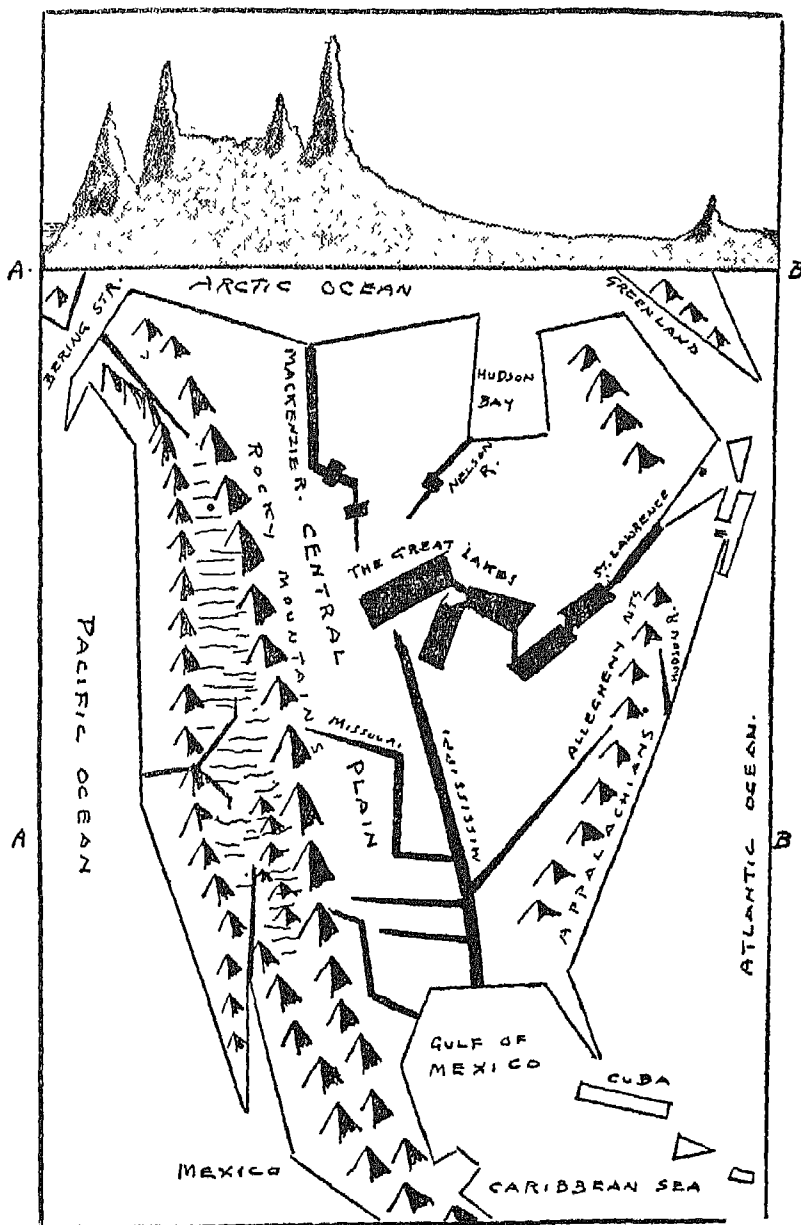 A. B
ARCTIC OCEAN
BERING STR.
GREENLAND
MACKENZIE R.
HUDSON
BAY
NELSON
R.
ROCKY MOUNTAINS
CENTRAL
PLAIN
THE GREAT LAKES
ST. LAWRENCE
ALLEGHENY MTS
HUDSON R.
PACIFIC OCEAN
MISSOURI
APPALACHIANS
ATLANTIC OCEAN.
A B
GULF OF
MEXICO
CUBA
MEXICO
CARIBBEAN SEA